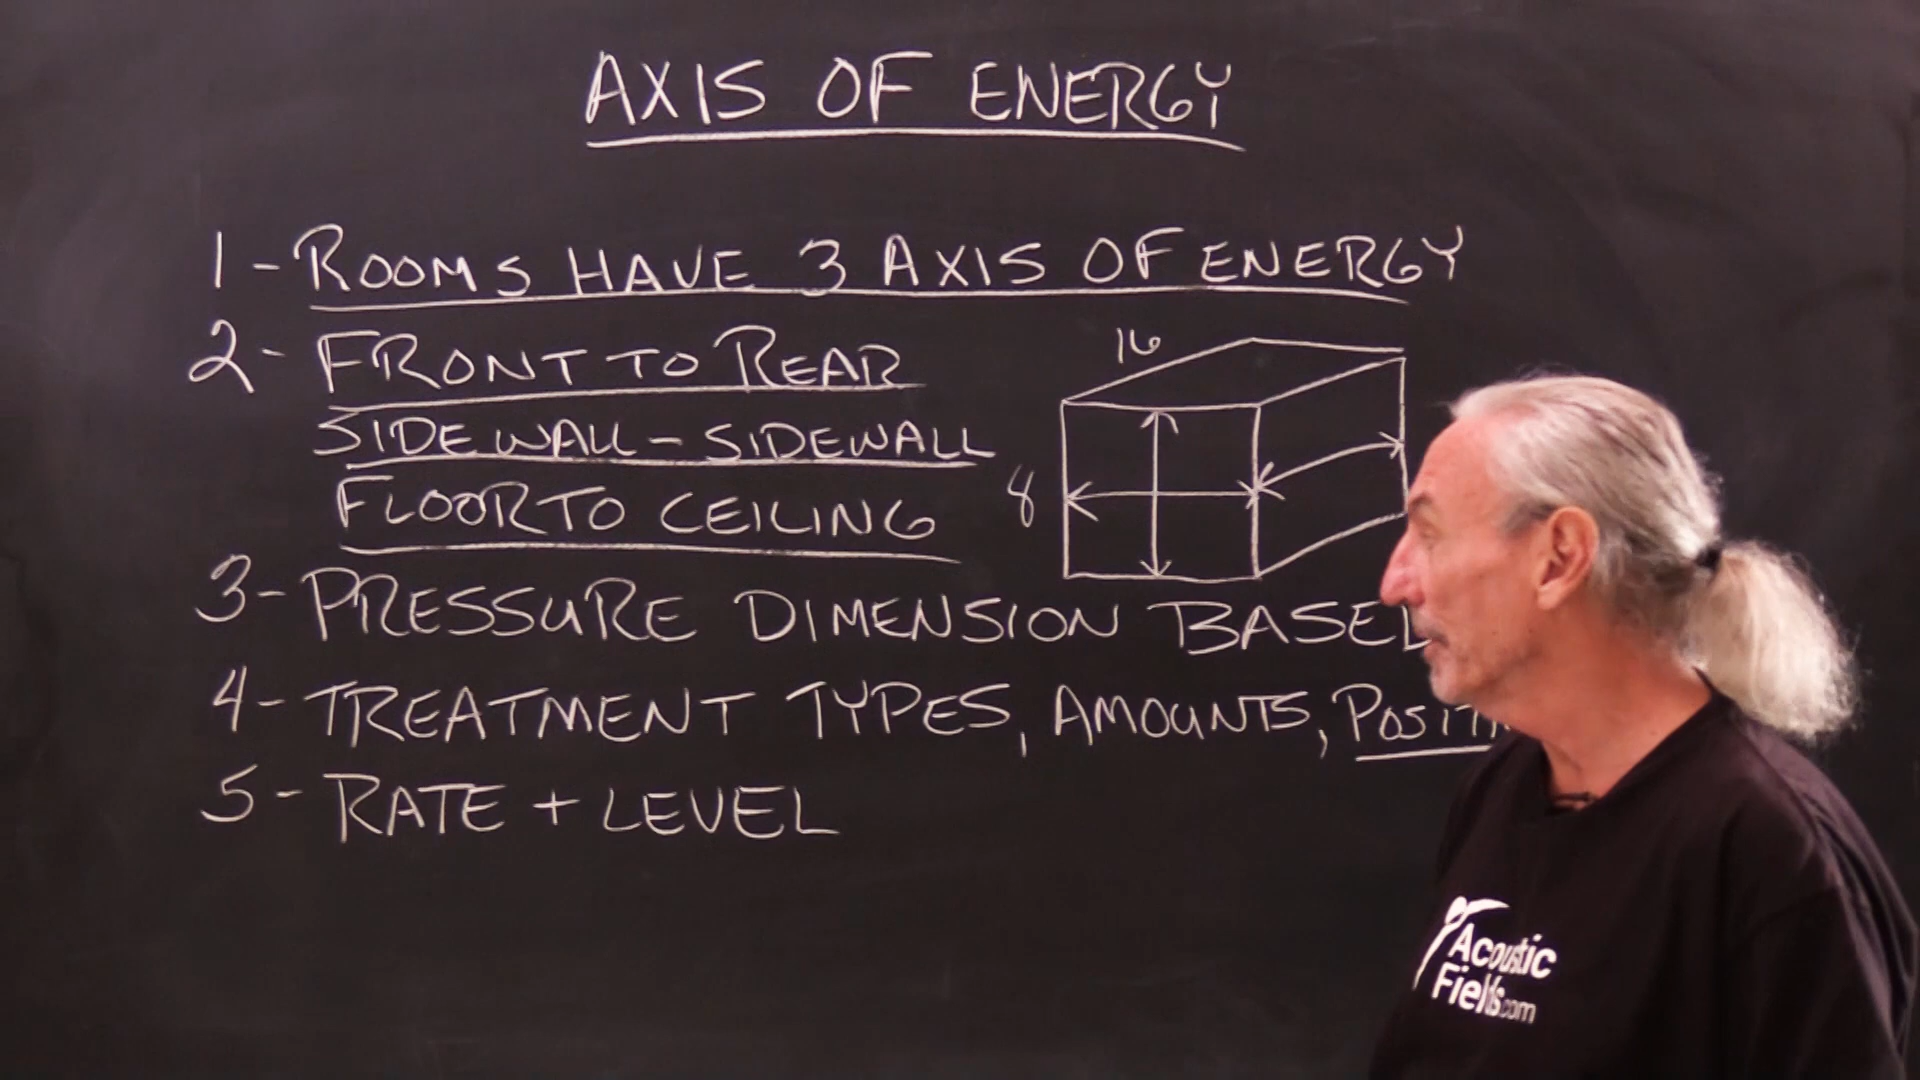 AXIS OF ENERGY
1 - ROOMS HAVE 3 AXIS OF ENERGY
2 - FRONT TO REAR
SIDEWALL - SIDEWALL
FLOOR TO CEILING
16
8
3 - PRESSURE DIMENSION BASED
4 - TREATMENT TYPES, AMOUNTS,
5 - RATE + LEVEL
Acoustic
Fields.com